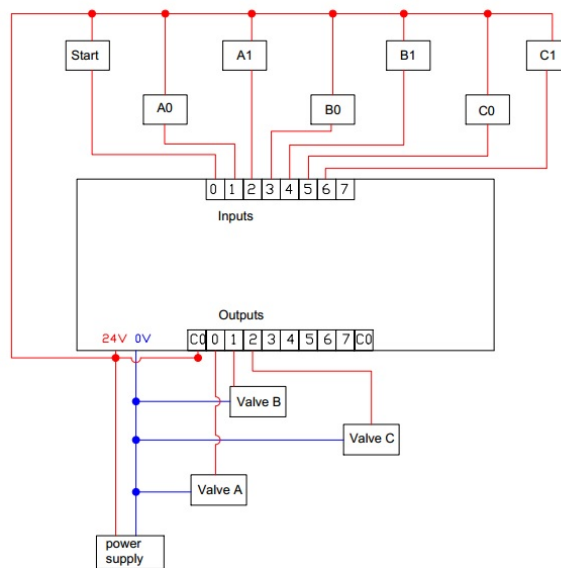 Start
A1
B1
C1
A0
B0
C0
0 1 2 3 4 5 6 7
Inputs
Outputs
24V 0V
C0 0 1 2 3 4 5 6 7 C0
Valve B
Valve C
Valve A
power
supply